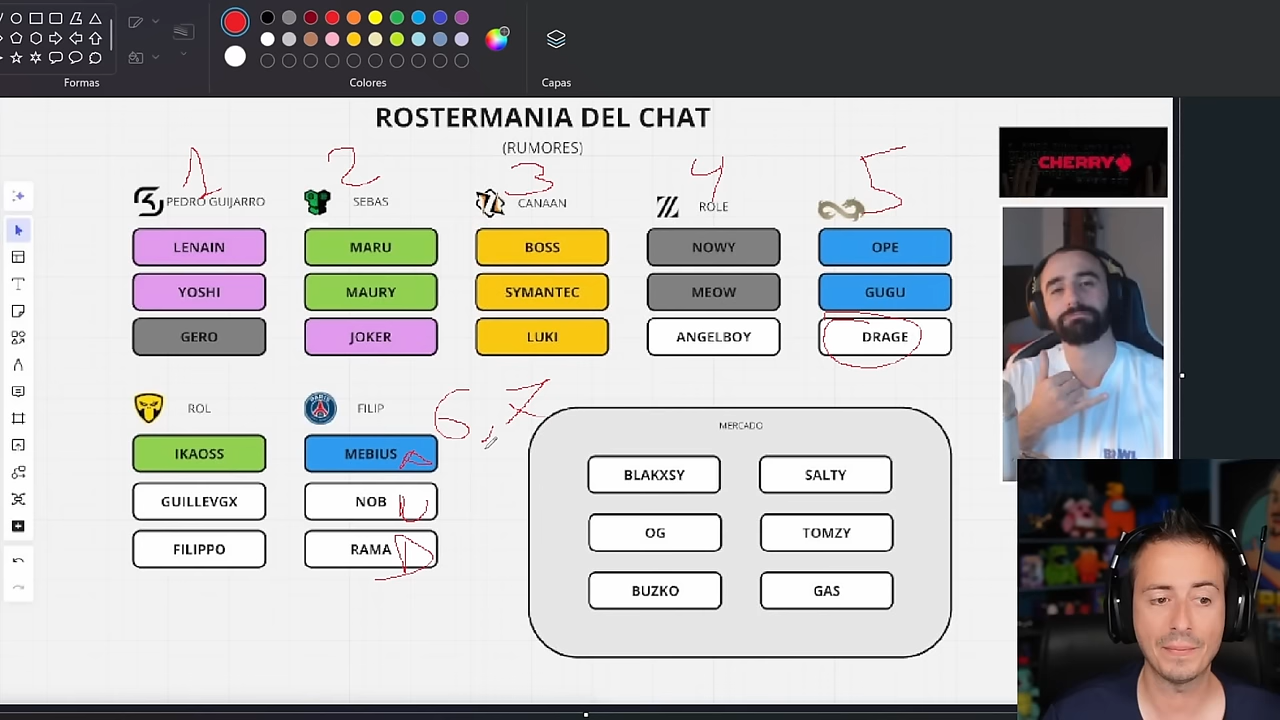 Formas
Colores
Capas
ROSTERMANIA DEL CHAT
(RUMORES)
1 2 3 4 5
PEDRO GUIJARRO
SEBAS
CANAAN
ROLE
CHERRY
LENAIN
MARU
BOSS
NOWY
OPE
YOSHI
MAURY
SYMANTEC
MEOW
GUGU
GERO
JOKER
LUKI
ANGELBOY
DRAGE
ROL
FILIP
6, 7
MERCADO
IKAOSS
MEBIUS A
GUILLEVGX
NOB U
FILIPPO
RAMA D
BLAKXSY
SALTY
OG
TOMZY
BUZKO
GAS
PARIS